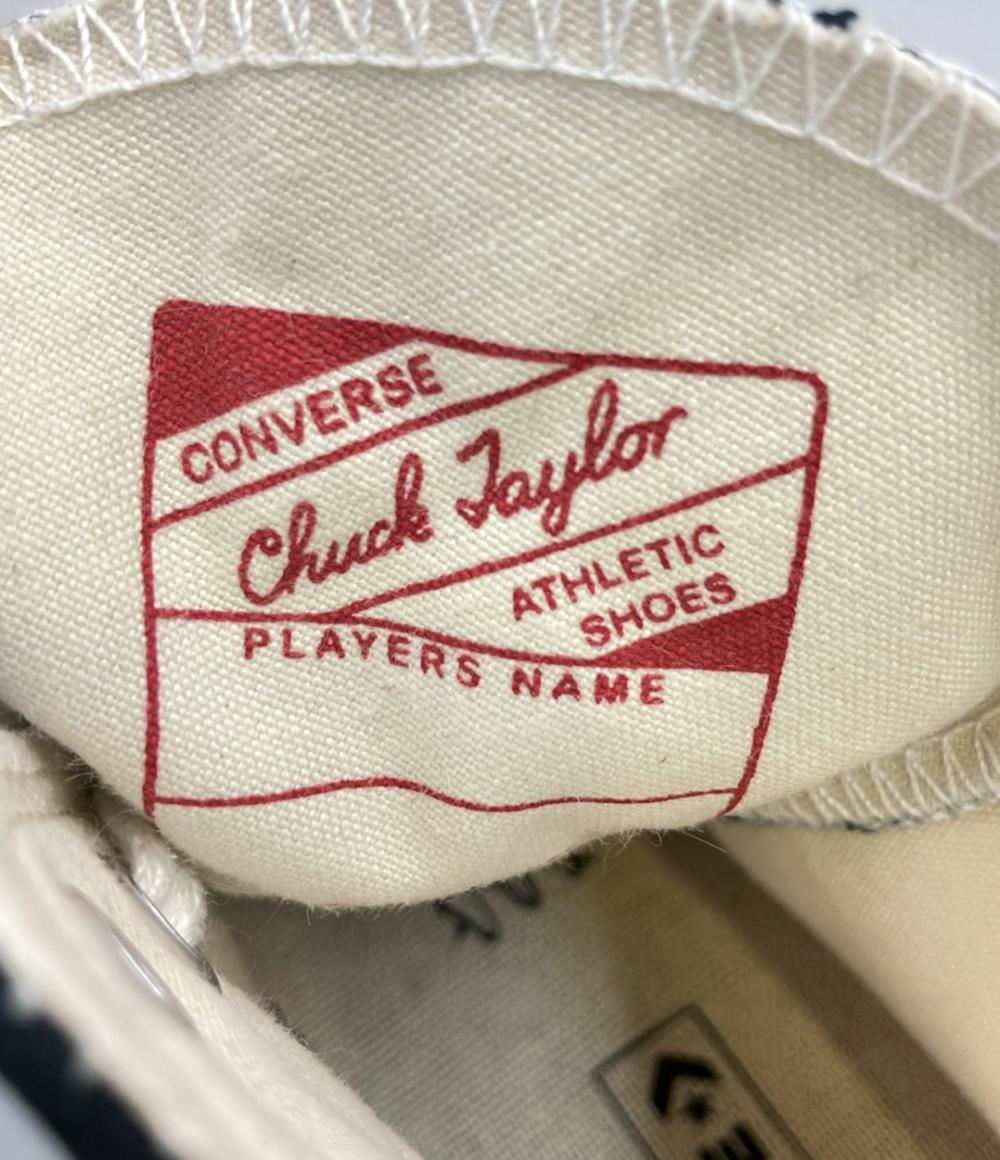 CONVERSE
Chuck Taylor
ATHLETIC
SHOES
PLAYERS NAME